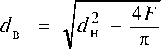 d_в = √(d_н² − 4F/π)